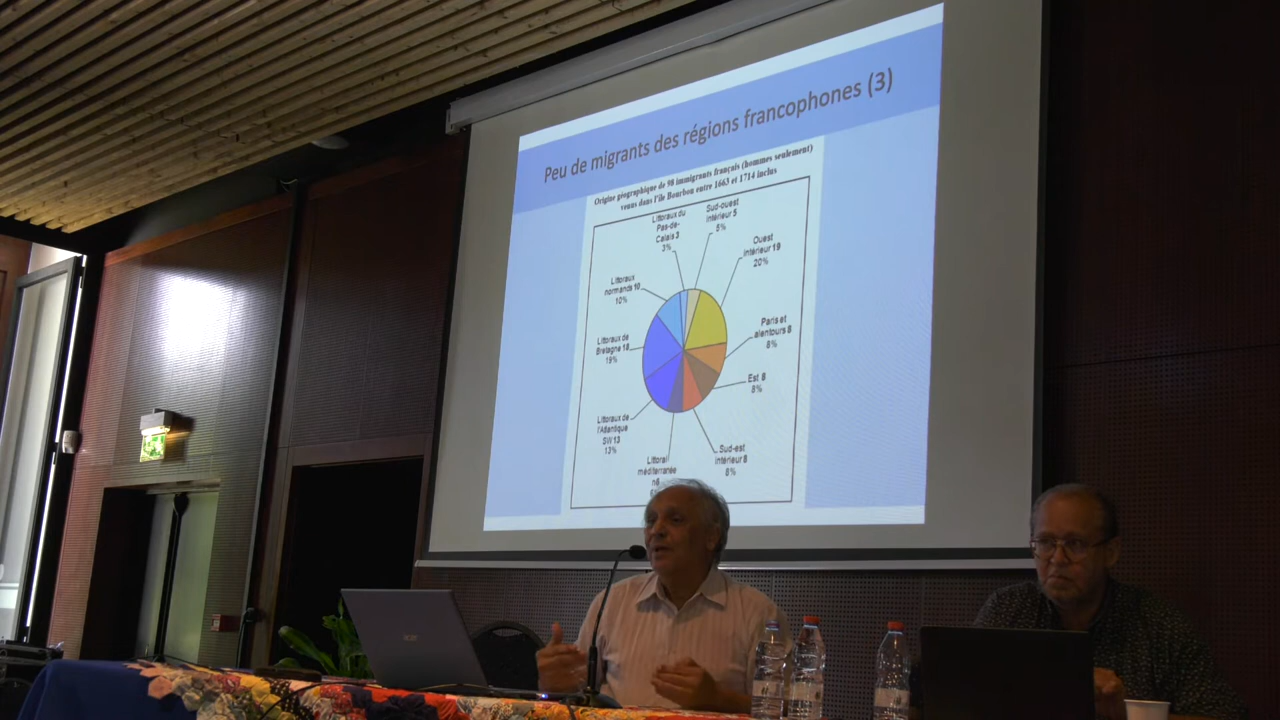 Peu de migrants des régions francophones (3)
Origine géographique de 98 immigrants français (hommes seulement)
venus dans l'île Bourbon entre 1663 et 1714 inclus
Littoraux du
Pas-de-
Calais 3
3%
Sud-ouest
intérieur 5
5%
Ouest
intérieur 19
20%
Littoraux
normands 10
10%
Paris et
alentours 8
8%
Littoraux de
Bretagne 18
19%
Est 8
8%
Littoraux de
l'Atlantique
SW 13
13%
Sud-est
intérieur 8
8%
Littoral
méditerranée
n6
acer